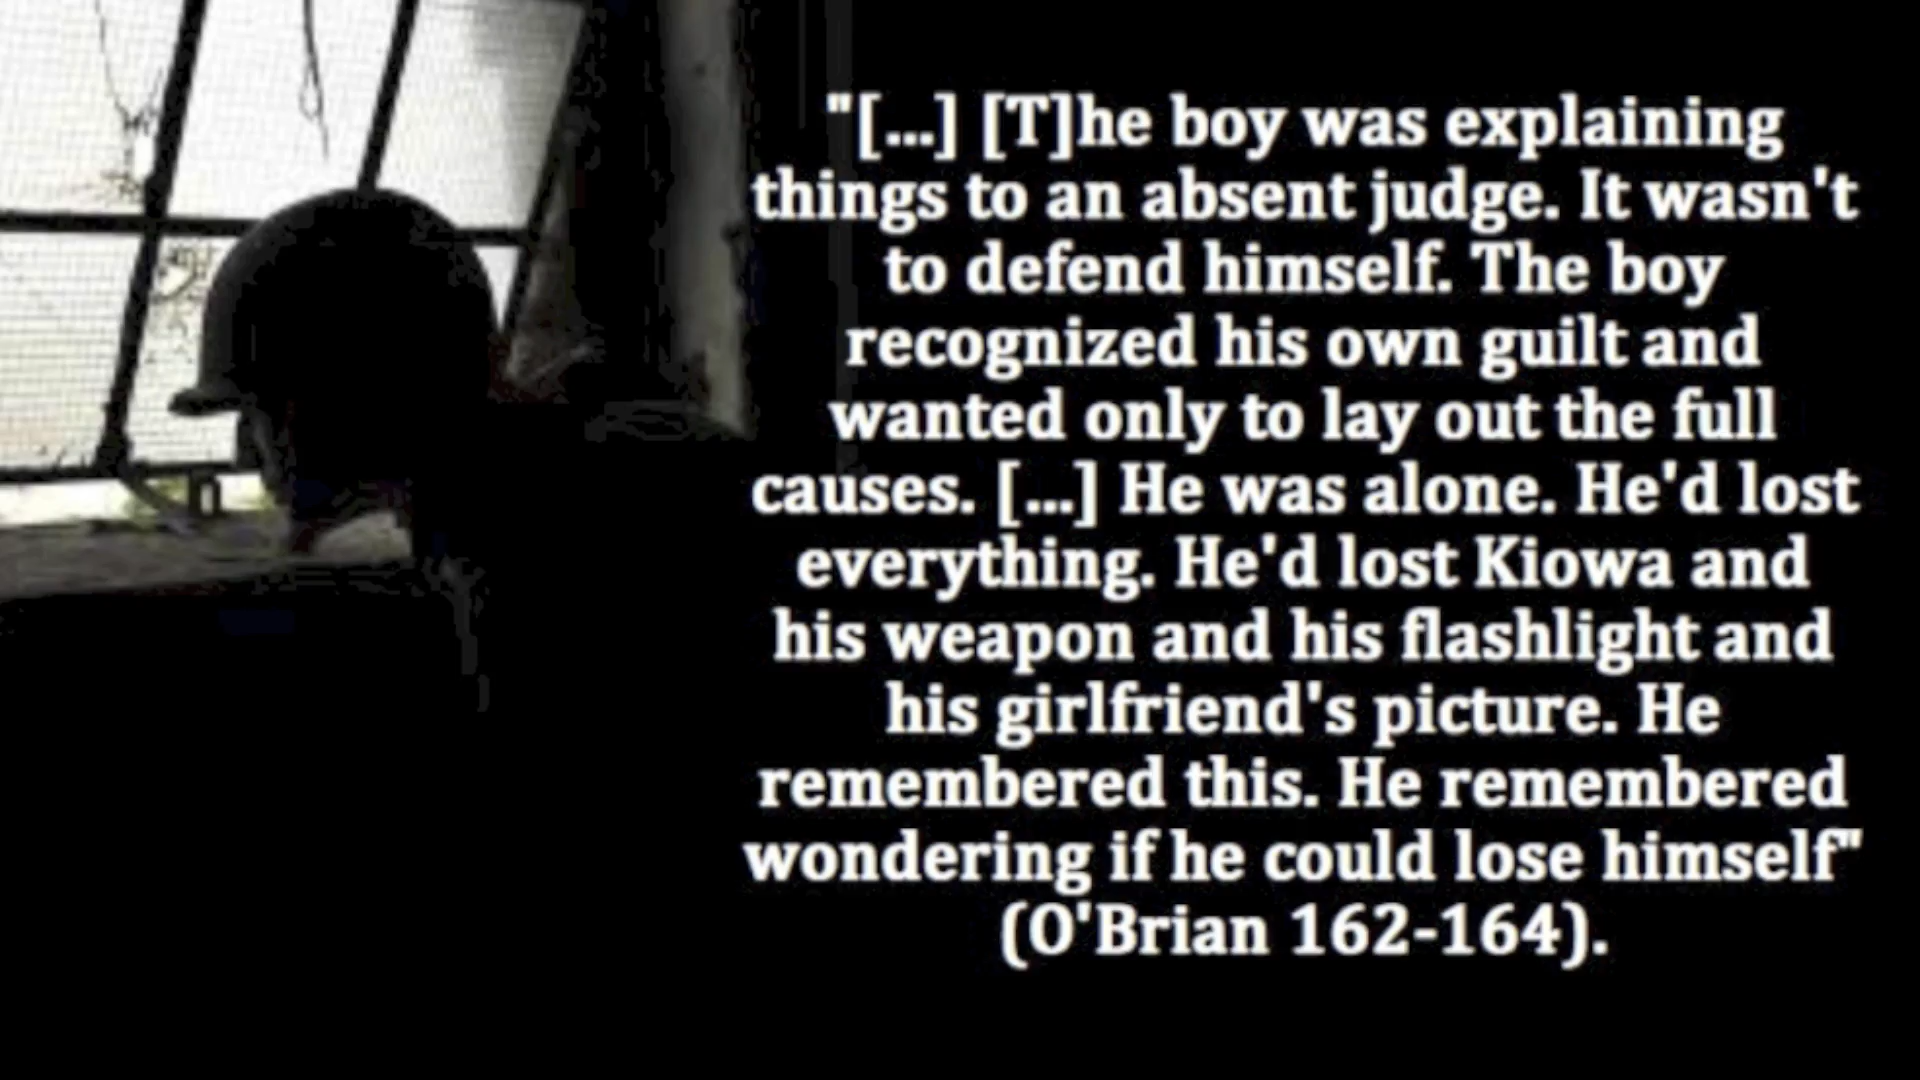 "[...] [T]he boy was explaining
things to an absent judge. It wasn't
to defend himself. The boy
recognized his own guilt and
wanted only to lay out the full
causes. [...] He was alone. He'd lost
everything. He'd lost Kiowa and
his weapon and his flashlight and
his girlfriend's picture. He
remembered this. He remembered
wondering if he could lose himself"
(O'Brian 162-164).